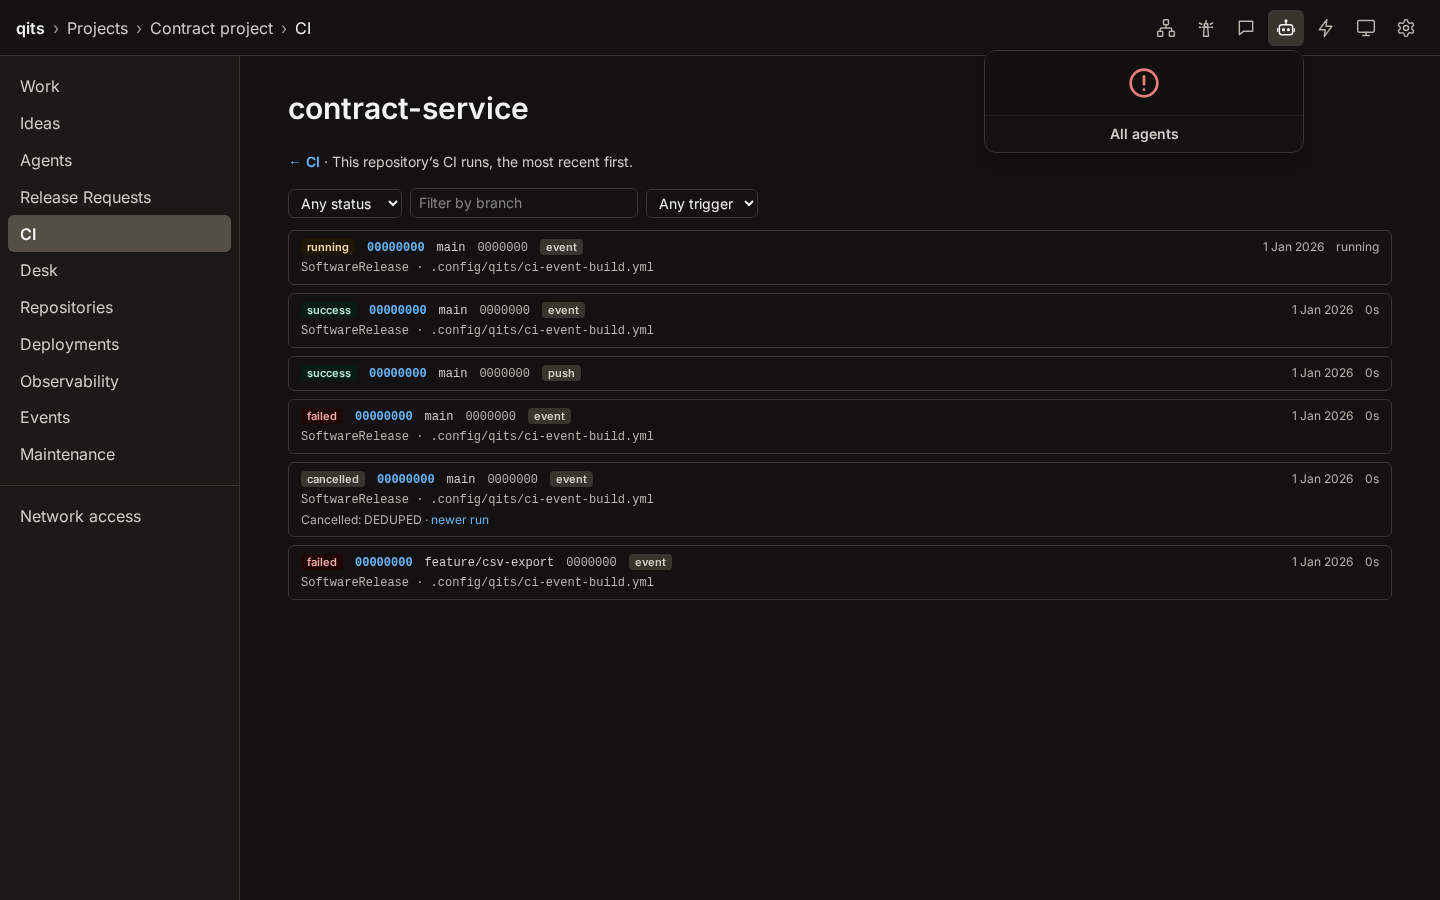 qits › Projects › Contract project › CI
All agents
Work
Ideas
Agents
Release Requests
CI
Desk
Repositories
Deployments
Observability
Events
Maintenance
Network access
contract-service
← CI · This repository’s CI runs, the most recent first.
Any status Filter by branch Any trigger
running 00000000 main 0000000 event 1 Jan 2026 running
SoftwareRelease · .config/qits/ci-event-build.yml
success 00000000 main 0000000 event 1 Jan 2026 0s
SoftwareRelease · .config/qits/ci-event-build.yml
success 00000000 main 0000000 push 1 Jan 2026 0s
failed 00000000 main 0000000 event 1 Jan 2026 0s
SoftwareRelease · .config/qits/ci-event-build.yml
cancelled 00000000 main 0000000 event 1 Jan 2026 0s
SoftwareRelease · .config/qits/ci-event-build.yml
Cancelled: DEDUPED · newer run
failed 00000000 feature/csv-export 0000000 event 1 Jan 2026 0s
SoftwareRelease · .config/qits/ci-event-build.yml